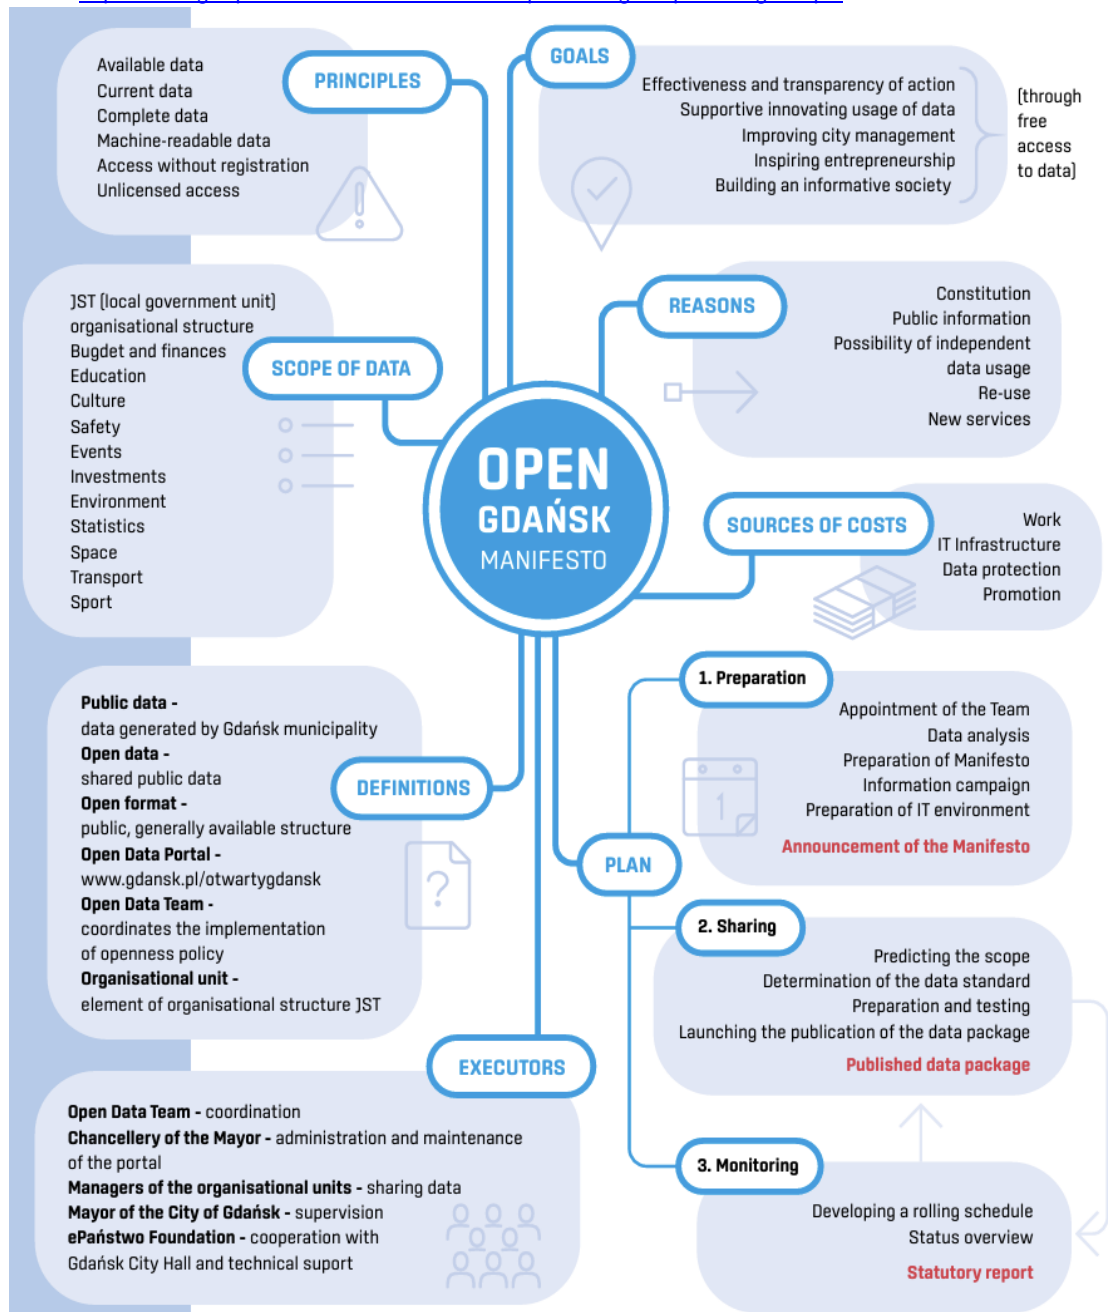 PRINCIPLES
Available data
Current data
Complete data
Machine-readable data
Access without registration
Unlicensed access
GOALS
Effectiveness and transparency of action
Supportive innovating usage of data
Improving city management
Inspiring entrepreneurship
Building an informative society
(through
free
access
to data)
SCOPE OF DATA
JST (local government unit)
organisational structure
Bugdet and finances
Education
Culture
Safety
Events
Investments
Environment
Statistics
Space
Transport
Sport
REASONS
Constitution
Public information
Possibility of independent
data usage
Re-use
New services
OPEN
GDAŃSK
MANIFESTO
SOURCES OF COSTS
Work
IT Infrastructure
Data protection
Promotion
DEFINITIONS
Public data -
data generated by Gdańsk municipality
Open data -
shared public data
Open format -
public, generally available structure
Open Data Portal -
www.gdansk.pl/otwartygdansk
Open Data Team -
coordinates the implementation
of openness policy
Organisational unit -
element of organisational structure JST
?
PLAN
1. Preparation
Appointment of the Team
Data analysis
Preparation of Manifesto
Information campaign
Preparation of IT environment
Announcement of the Manifesto
1
2. Sharing
Predicting the scope
Determination of the data standard
Preparation and testing
Launching the publication of the data package
Published data package
3. Monitoring
Developing a rolling schedule
Status overview
Statutory report
EXECUTORS
Open Data Team - coordination
Chancellery of the Mayor - administration and maintenance
of the portal
Managers of the organisational units - sharing data
Mayor of the City of Gdańsk - supervision
ePaństwo Foundation - cooperation with
Gdańsk City Hall and technical suport